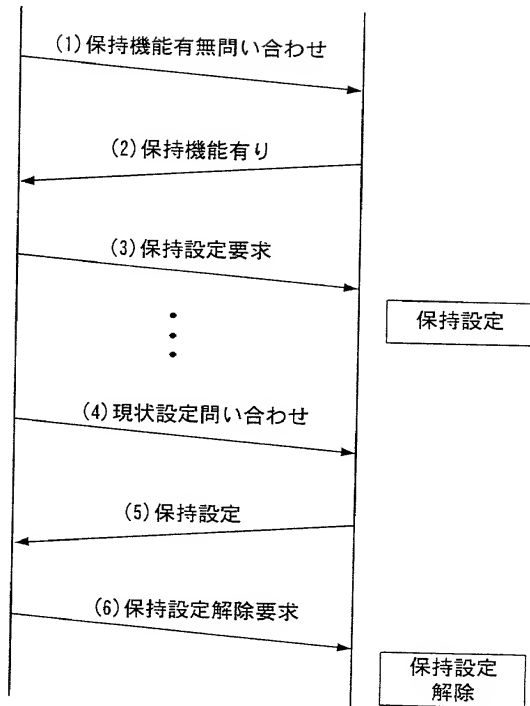 (1)保持機能有無問い合わせ
(2)保持機能有り
(3)保持設定要求
保持設定
(4)現状設定問い合わせ
(5)保持設定
(6)保持設定解除要求
保持設定
解除